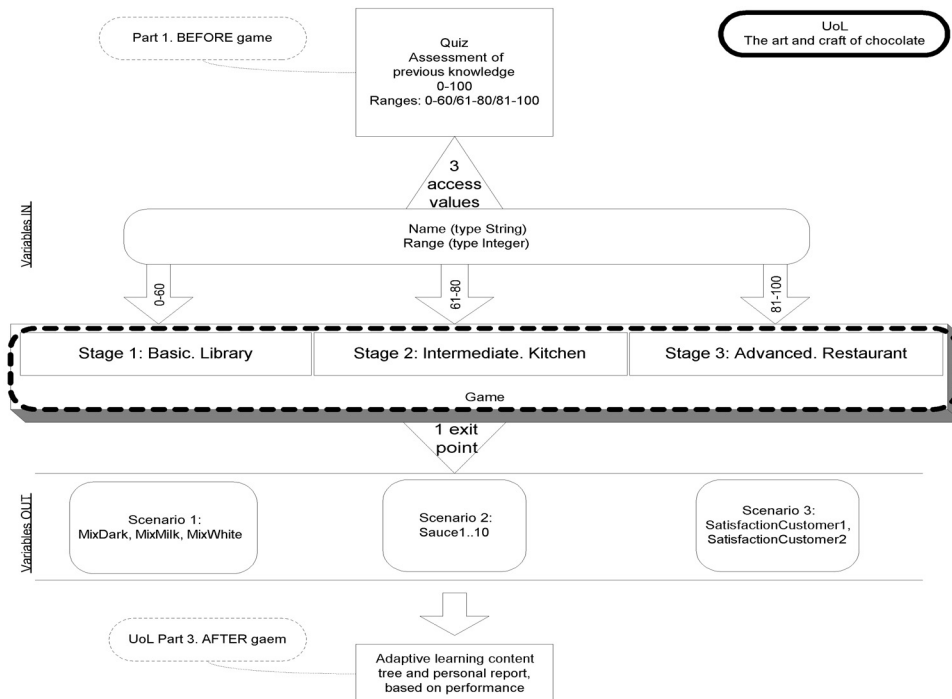 Part 1. BEFORE game
Quiz
Assessment of
previous knowledge
0-100
Ranges: 0-60/61-80/81-100
UoL
The art and craft of chocolate
3
access
values
Variables IN
Name (type String)
Range (type Integer)
0-60
61-80
81-100
Stage 1: Basic. Library
Stage 2: Intermediate. Kitchen
Stage 3: Advanced. Restaurant
Game
1 exit
point
Variables OUT
Scenario 1:
MixDark, MixMilk, MixWhite
Scenario 2:
Sauce1..10
Scenario 3:
SatisfactionCustomer1,
SatisfactionCustomer2
UoL Part 3. AFTER gaem
Adaptive learning content
tree and personal report,
based on performance